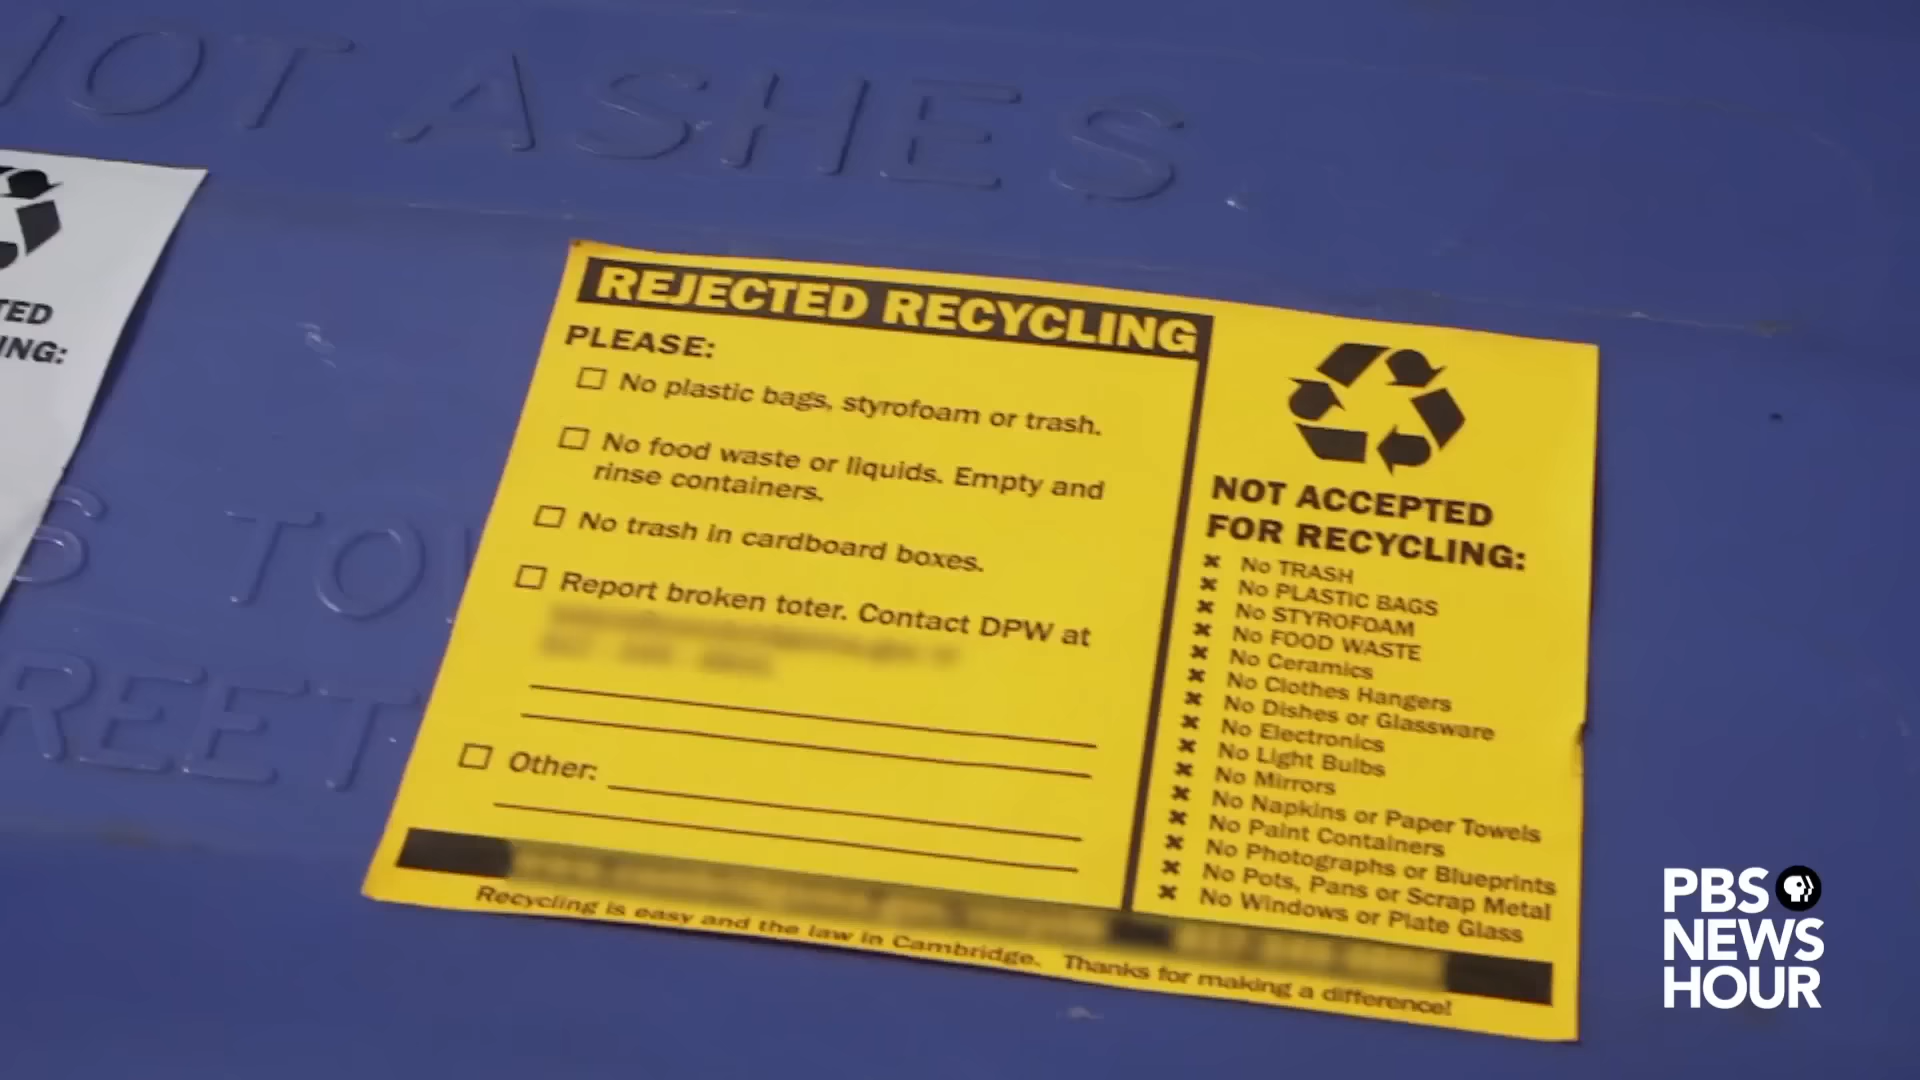 NOT ASHES
TED
ING:
S TO
REET
REJECTED RECYCLING
PLEASE:
No plastic bags, styrofoam or trash.
No food waste or liquids. Empty and
rinse containers.
No trash in cardboard boxes.
Report broken toter. Contact DPW at
Other:
Recycling is easy and the law in Cambridge. Thanks for making a difference!
NOT ACCEPTED
FOR RECYCLING:
No TRASH
No PLASTIC BAGS
No STYROFOAM
No FOOD WASTE
No Ceramics
No Clothes Hangers
No Dishes or Glassware
No Electronics
No Light Bulbs
No Mirrors
No Napkins or Paper Towels
No Paint Containers
No Photographs or Blueprints
No Pots, Pans or Scrap Metal
No Windows or Plate Glass
PBS
NEWS
HOUR